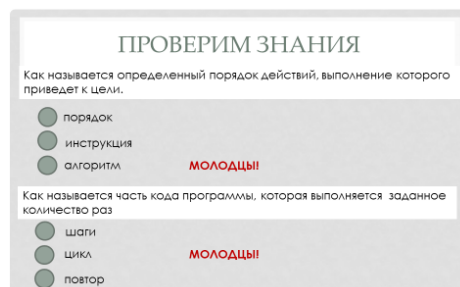 ПРОВЕРИМ ЗНАНИЯ
Как называется определенный порядок действий, выполнение которого
приведет к цели.
порядок
инструкция
алгоритм МОЛОДЦЫ!
Как называется часть кода программы, которая выполняется заданное
количество раз
шаги
цикл МОЛОДЦЫ!
повтор